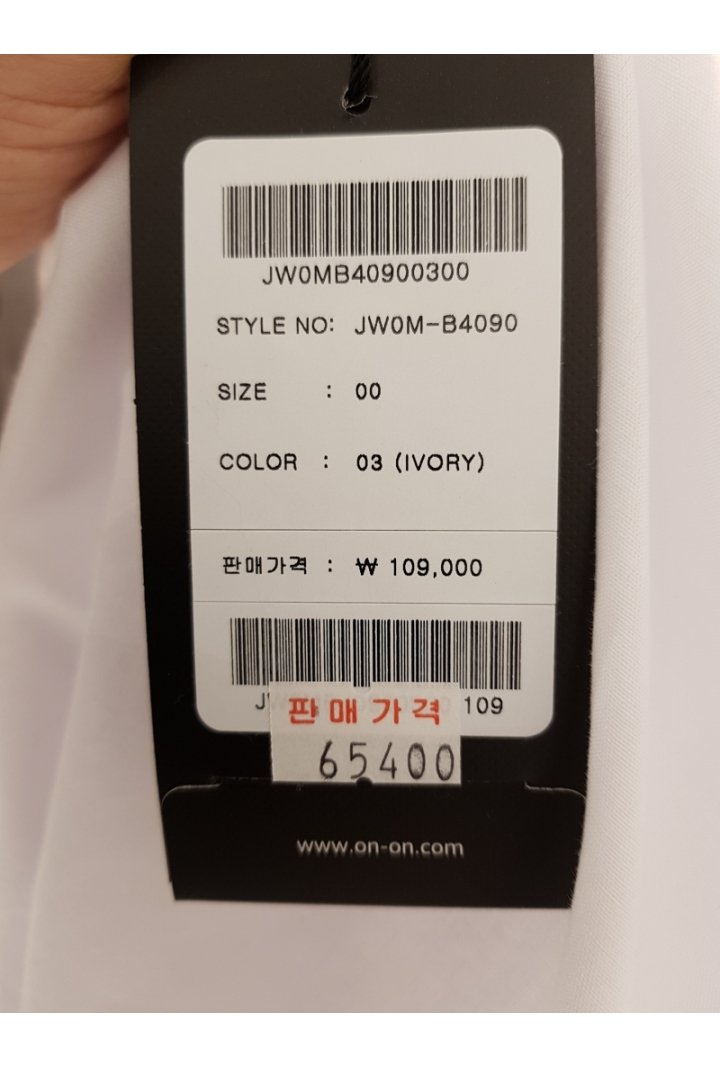 JW0MB40900300
STYLE NO: JW0M-B4090
SIZE : 00
COLOR : 03 (IVORY)
판매가격 : ₩ 109,000
109
판매가격
65400
www.on-on.com